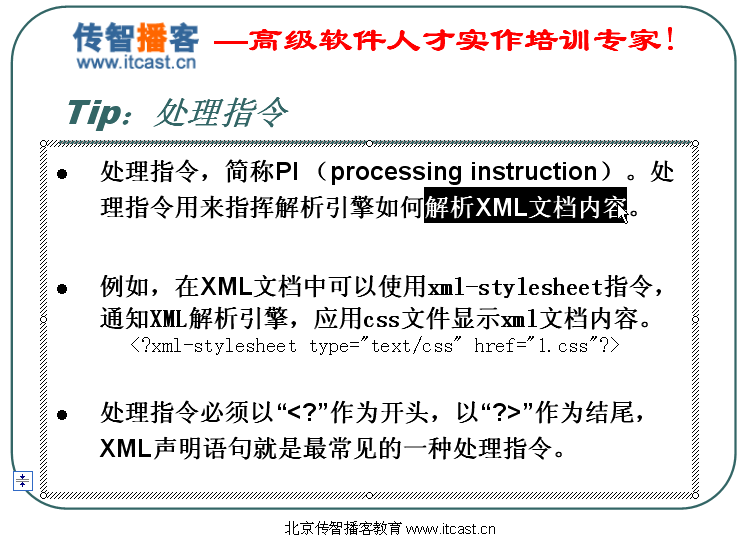 传智播客 —高级软件人才实作培训专家!
www.itcast.cn
Tip：处理指令
处理指令，简称PI （processing instruction）。处
理指令用来指挥解析引擎如何解析XML文档内容。
例如，在XML文档中可以使用xml-stylesheet指令，
通知XML解析引擎，应用css文件显示xml文档内容。
<?xml-stylesheet type="text/css" href="1.css"?>
处理指令必须以“<?”作为开头，以“?>”作为结尾，
XML声明语句就是最常见的一种处理指令。
北京传智播客教育 www.itcast.cn